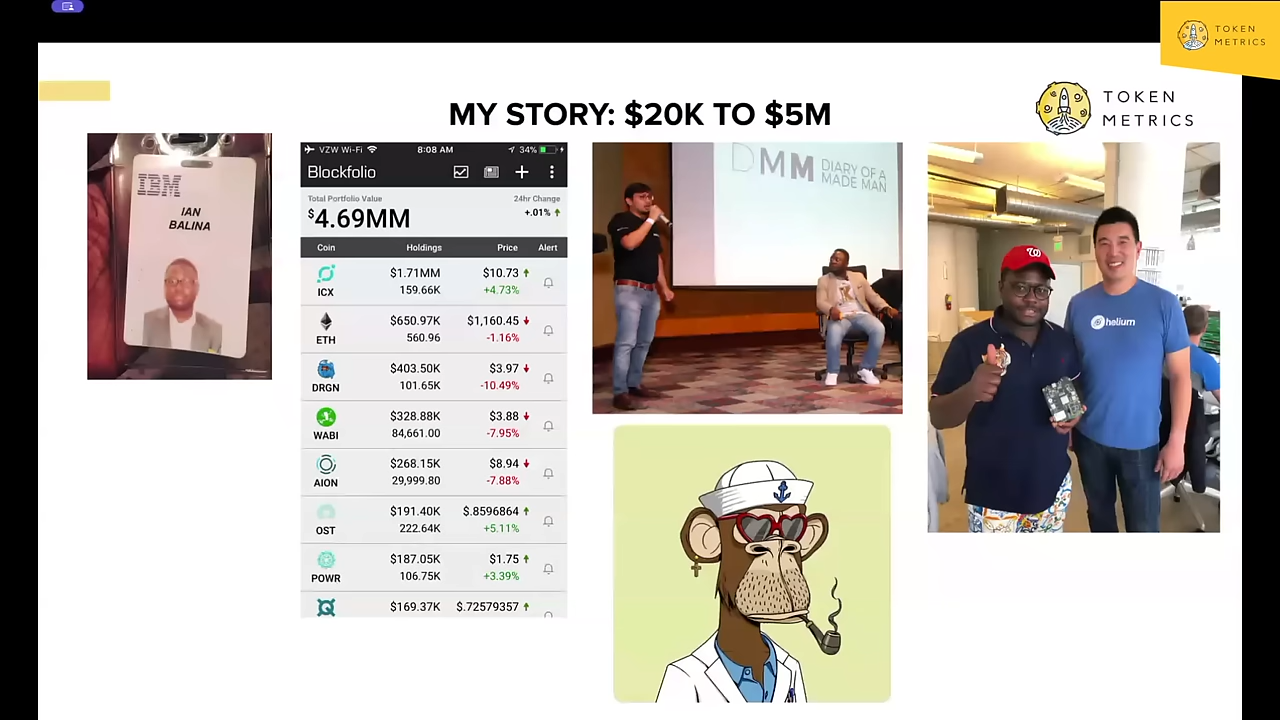 TOKEN
METRICS
MY STORY: $20K TO $5M
TOKEN
METRICS
IBM
IAN
BALINA
VZW Wi-Fi 8:08 AM 34%
Blockfolio
Total Portfolio Value 24hr Change
$4.69MM +.01%
Coin Holdings Price Alert
$1.71MM $10.73
ICX 159.66K +4.73%
$650.97K $1,160.45
ETH 560.96 -1.16%
$403.50K $3.97
DRGN 101.65K -10.49%
$328.88K $3.88
WABI 84,661.00 -7.95%
$268.15K $8.94
AION 29,999.80 -7.88%
$191.40K $.8596864
OST 222.64K +5.11%
$187.05K $1.75
POWR 106.75K +3.39%
$169.37K $.72579357
DMM DIARY OF A
MADE MAN
W
helium